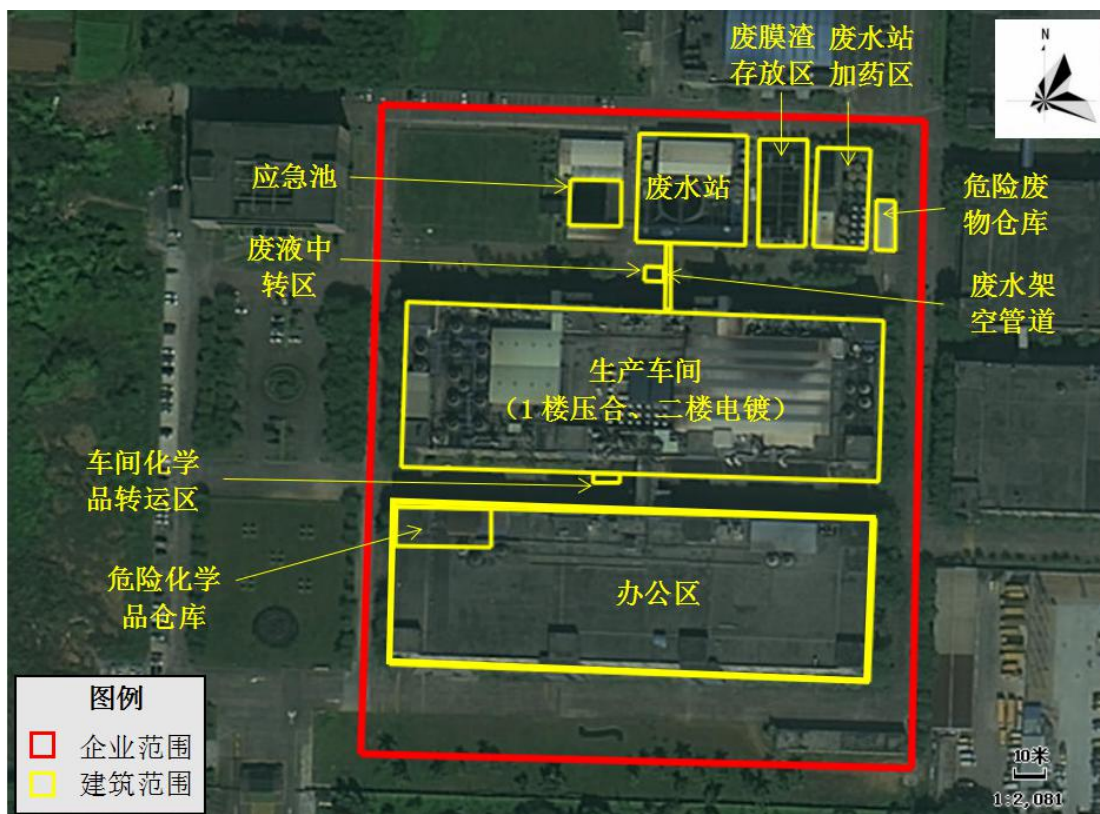 废膜渣
存放区
废水站
加药区
N
应急池
废水站
危险废
物仓库
废液中
转区
废水架
空管道
生产车间
（1楼压合、二楼电镀）
车间化学
品转运区
危险化学
品仓库
办公区
图例
企业范围
建筑范围
10米
1:2,081